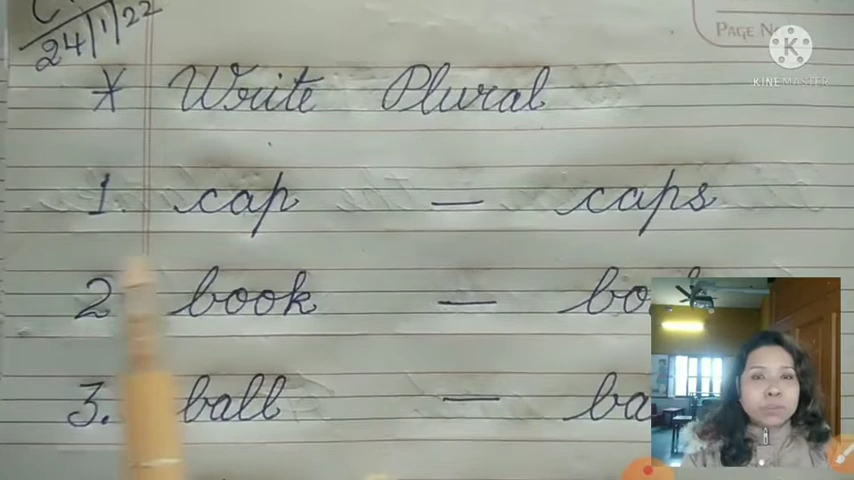 24/1/22
PAGE
KINEMASTER
* Write Plural
1. cap — caps
2 book — bo
3. ball — ba